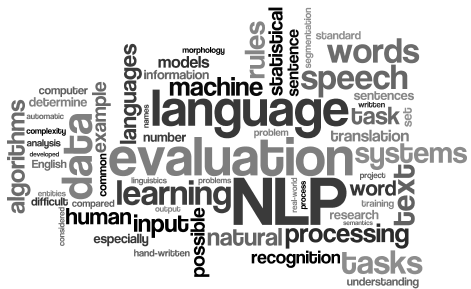 morphology
models
information
languages
rules
statistical
sentence
segmentation
standard
words
speech
sentences
written
task
set
computer
determine
automatic
complexity
analysis
developed
English
algorithms
data
example
common
names
machine
language
number
problem
translation
evaluation
systems
linguistics
problems
project
entities
difficult
compared
learning
NLP
real-world
process
word
training
text
considered
human
output
input
possible
research
semantics
especially
natural
processing
hand-written
recognition
tasks
understanding